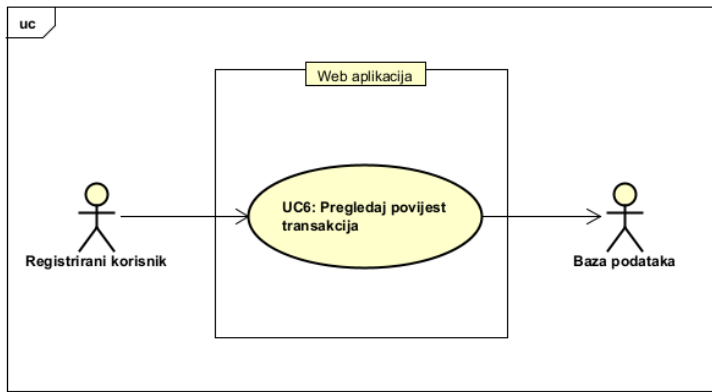 uc
Web aplikacija
UC6: Pregledaj povijest
transakcija
Registrirani korisnik
Baza podataka